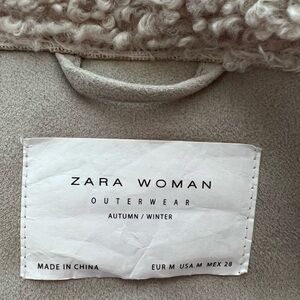 ZARA WOMAN
OUTERWEAR
AUTUMN / WINTER
MADE IN CHINA
EUR M USA M MEX 28